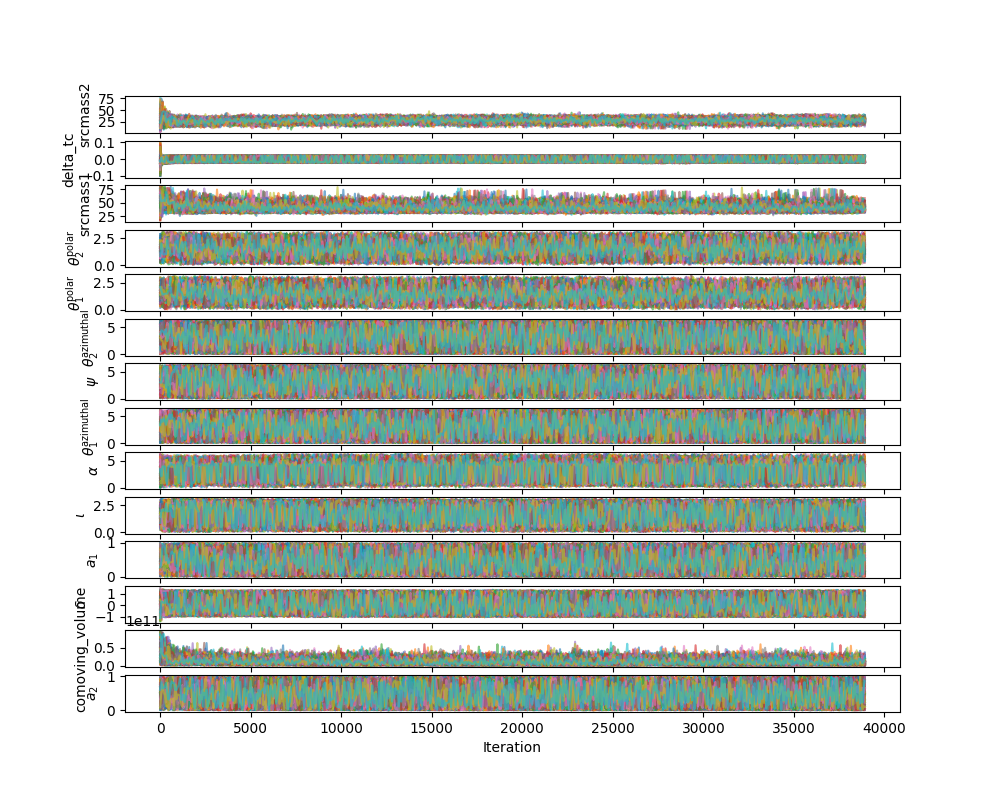 srcmass2
75
50
25
delta_tc
0.1
0.0
−0.1
srcmass1
75
50
25
θ₂^polar
2.5
0.0
θ₁^polar
2.5
0.0
θ₂^azimuthal
5
0
ψ
5
0
θ₁^azimuthal
5
0
α
5
0
ι
2.5
0.0
a₁
1
0
1
0
−1
comoving_volume
1e11
0.5
0.0
a₂
1
0
0 5000 10000 15000 20000 25000 30000 35000 40000
Iteration